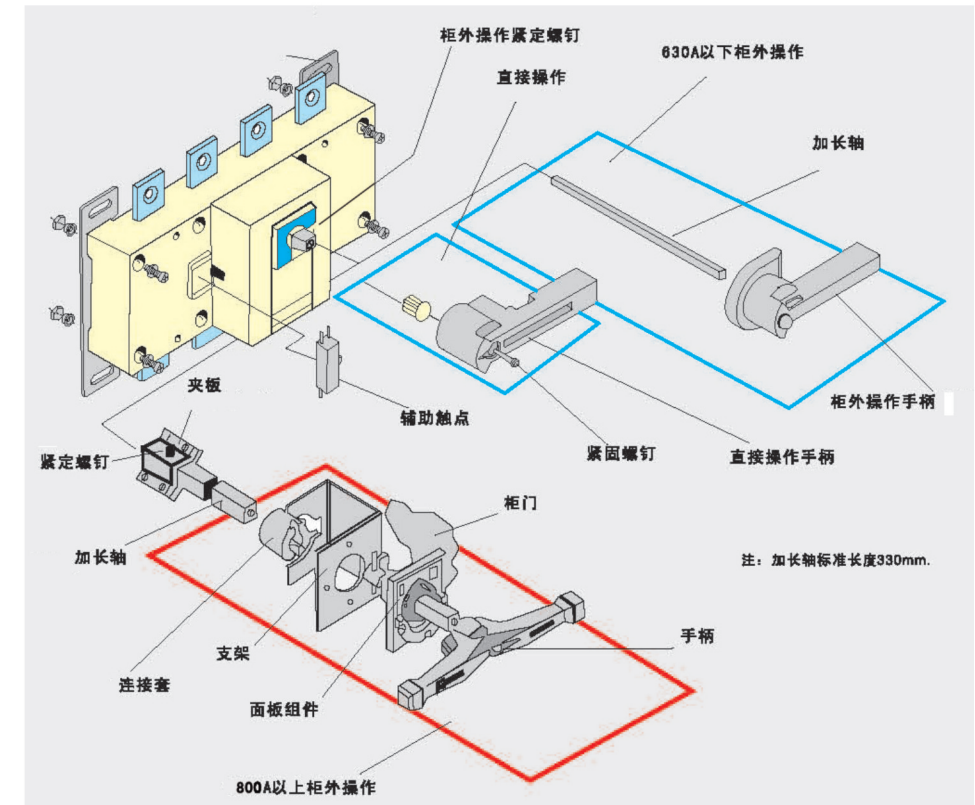 柜外操作紧定螺钉
630A以下柜外操作
直接操作
加长轴
夹板
辅助触点
柜外操作手柄
紧定螺钉
紧固螺钉
直接操作手柄
柜门
加长轴
注：加长轴标准长度330mm.
支架
手柄
连接套
面板组件
800A以上柜外操作